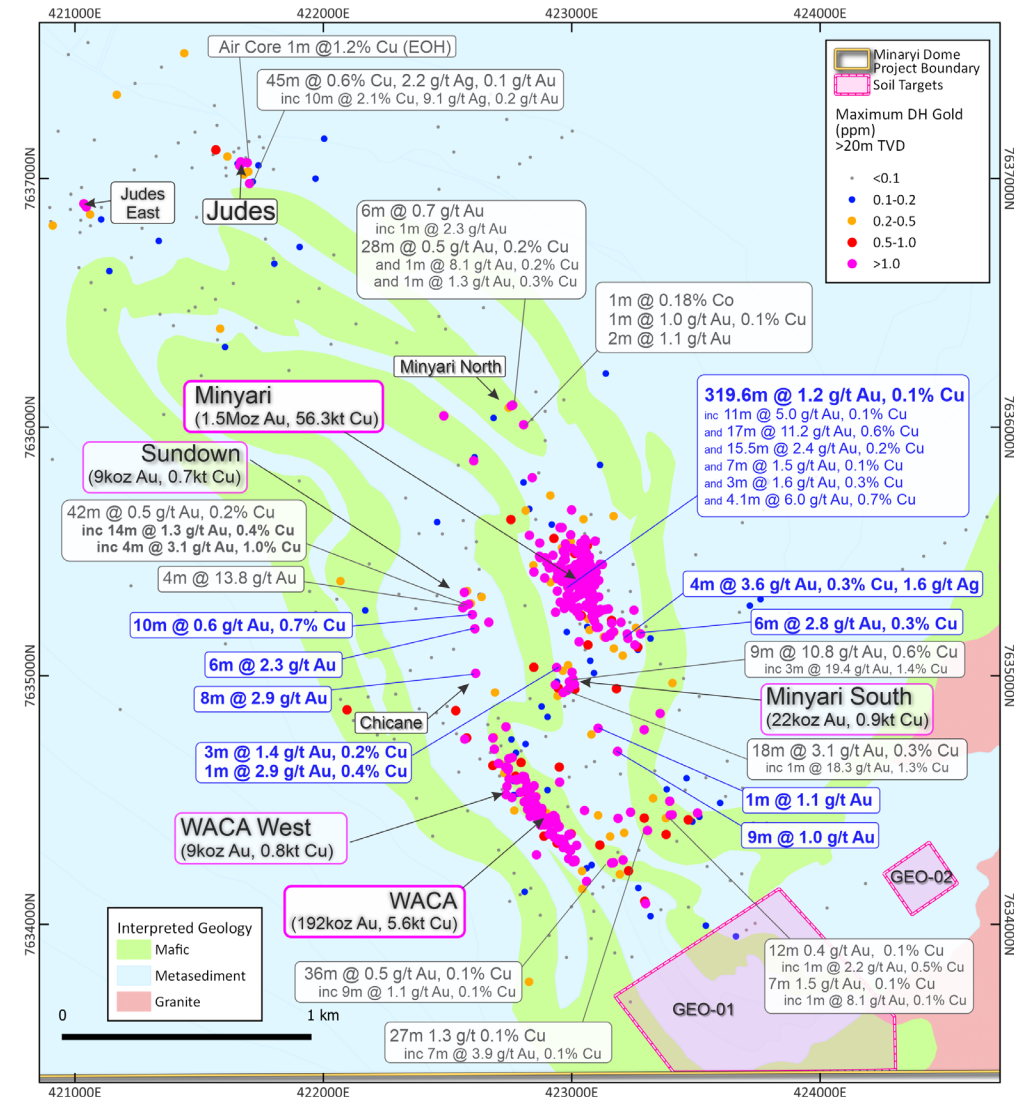 421000E
422000E
423000E
424000E
Air Core 1m @1.2% Cu (EOH)
45m @ 0.6% Cu, 2.2 g/t Ag, 0.1 g/t Au
inc 10m @ 2.1% Cu, 9.1 g/t Ag, 0.2 g/t Au
Minaryi Dome
Project Boundary
Soil Targets
Maximum DH Gold
(ppm)
>20m TVD
<0.1
0.1-0.2
0.2-0.5
0.5-1.0
>1.0
7637000N
7637000N
Judes
East
Judes
6m @ 0.7 g/t Au
inc 1m @ 2.3 g/t Au
28m @ 0.5 g/t Au, 0.2% Cu
and 1m @ 8.1 g/t Au, 0.2% Cu
and 1m @ 1.3 g/t Au, 0.3% Cu
1m @ 0.18% Co
1m @ 1.0 g/t Au, 0.1% Cu
2m @ 1.1 g/t Au
Minyari North
Minyari
(1.5Moz Au, 56.3kt Cu)
319.6m @ 1.2 g/t Au, 0.1% Cu
inc 11m @ 5.0 g/t Au, 0.1% Cu
and 17m @ 11.2 g/t Au, 0.6% Cu
and 15.5m @ 2.4 g/t Au, 0.2% Cu
and 7m @ 1.5 g/t Au, 0.1% Cu
and 3m @ 1.6 g/t Au, 0.3% Cu
and 4.1m @ 6.0 g/t Au, 0.7% Cu
7636000N
7636000N
Sundown
(9koz Au, 0.7kt Cu)
42m @ 0.5 g/t Au, 0.2% Cu
inc 14m @ 1.3 g/t Au, 0.4% Cu
inc 4m @ 3.1 g/t Au, 1.0% Cu
4m @ 13.8 g/t Au
10m @ 0.6 g/t Au, 0.7% Cu
6m @ 2.3 g/t Au
8m @ 2.9 g/t Au
4m @ 3.6 g/t Au, 0.3% Cu, 1.6 g/t Ag
6m @ 2.8 g/t Au, 0.3% Cu
9m @ 10.8 g/t Au, 0.6% Cu
inc 3m @ 19.4 g/t Au, 1.4% Cu
7635000N
7635000N
Minyari South
(22koz Au, 0.9kt Cu)
Chicane
3m @ 1.4 g/t Au, 0.2% Cu
1m @ 2.9 g/t Au, 0.4% Cu
18m @ 3.1 g/t Au, 0.3% Cu
inc 1m @ 18.3 g/t Au, 1.3% Cu
1m @ 1.1 g/t Au
9m @ 1.0 g/t Au
WACA West
(9koz Au, 0.8kt Cu)
WACA
(192koz Au, 5.6kt Cu)
GEO-02
7634000N
7634000N
Interpreted Geology
Mafic
Metasediment
Granite
36m @ 0.5 g/t Au, 0.1% Cu
inc 9m @ 1.1 g/t Au, 0.1% Cu
GEO-01
12m 0.4 g/t Au, 0.1% Cu
inc 1m @ 2.2 g/t Au, 0.5% Cu
7m 1.5 g/t Au, 0.1% Cu
inc 1m @ 8.1 g/t Au, 0.1% Cu
0
1 km
27m 1.3 g/t 0.1% Cu
inc 7m @ 3.9 g/t Au, 0.1% Cu
421000E
422000E
423000E
424000E